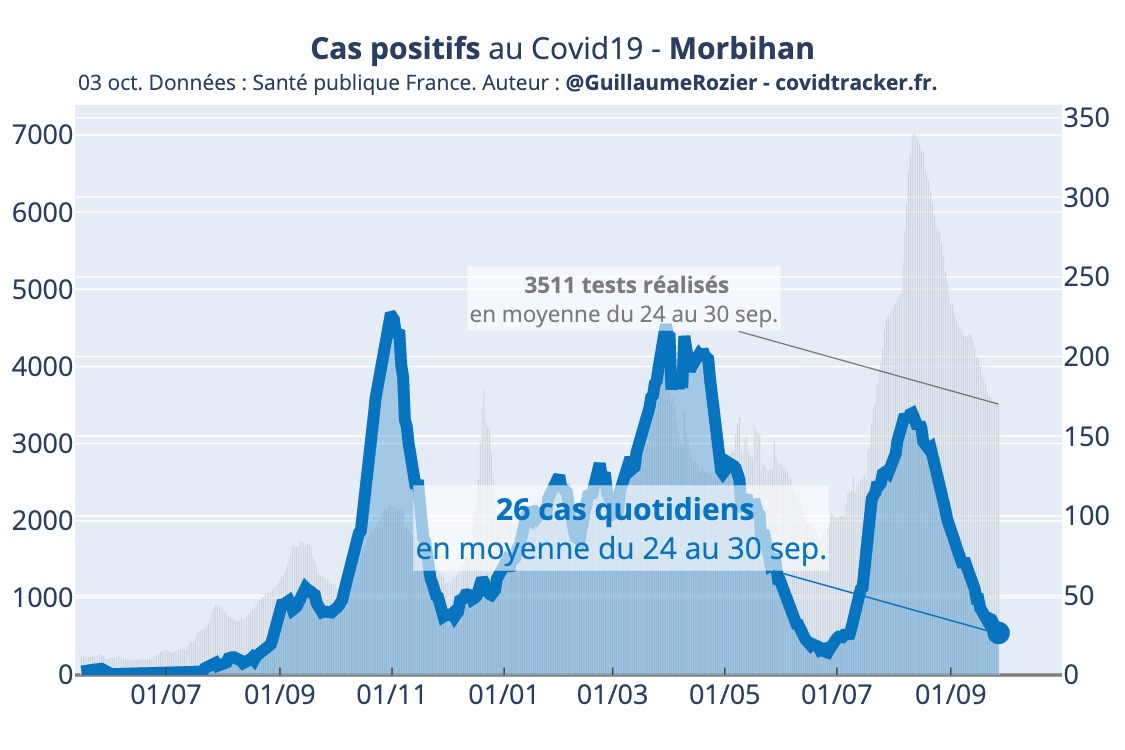 Cas positifs au Covid19 - Morbihan
03 oct. Données : Santé publique France. Auteur : @GuillaumeRozier - covidtracker.fr.
7000
6000
5000
4000
3000
2000
1000
0
350
300
250
200
150
100
50
0
3511 tests réalisés
en moyenne du 24 au 30 sep.
26 cas quotidiens
en moyenne du 24 au 30 sep.
01/07 01/09 01/11 01/01 01/03 01/05 01/07 01/09